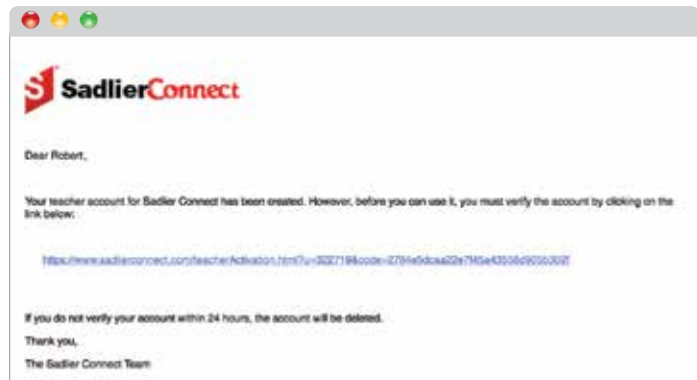 SadlierConnect
Dear Robert,
Your teacher account for Sadlier Connect has been created. However, before you can use it, you must verify the account by clicking on the
link below:
If you do not verify your account within 24 hours, the account will be deleted.
Thank you,
The Sadlier Connect Team